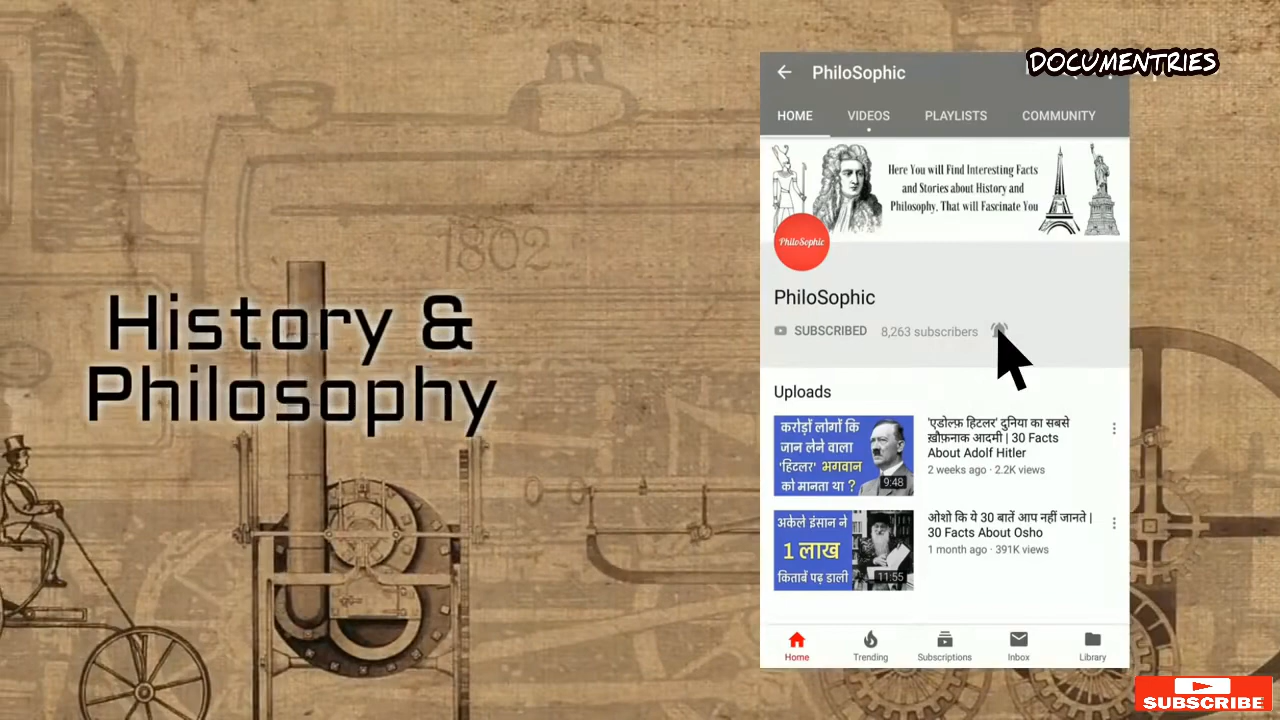 DOCUMENTRIES
PhiloSophic
HOME VIDEOS PLAYLISTS COMMUNITY
Here You will Find Interesting Facts
and Stories about History and
Philosophy, That will Fascinate You
PhiloSophic
1802
History &
Philosophy
PhiloSophic
SUBSCRIBED 8,263 subscribers
Uploads
करोड़ों लोगों कि
जान लेने वाला
'हिटलर' भगवान
को मानता था ?
9:48
'एडोल्फ़ हिटलर' दुनिया का सबसे
ख़ौफ़नाक आदमी | 30 Facts
About Adolf Hitler
2 weeks ago · 2.2K views
अकेले इंसान ने
1 लाख
किताबें पढ़ डाली
11:55
ओशो कि ये 30 बातें आप नहीं जानते |
30 Facts About Osho
1 month ago · 391K views
Home Trending Subscriptions Inbox Library
SUBSCRIBE